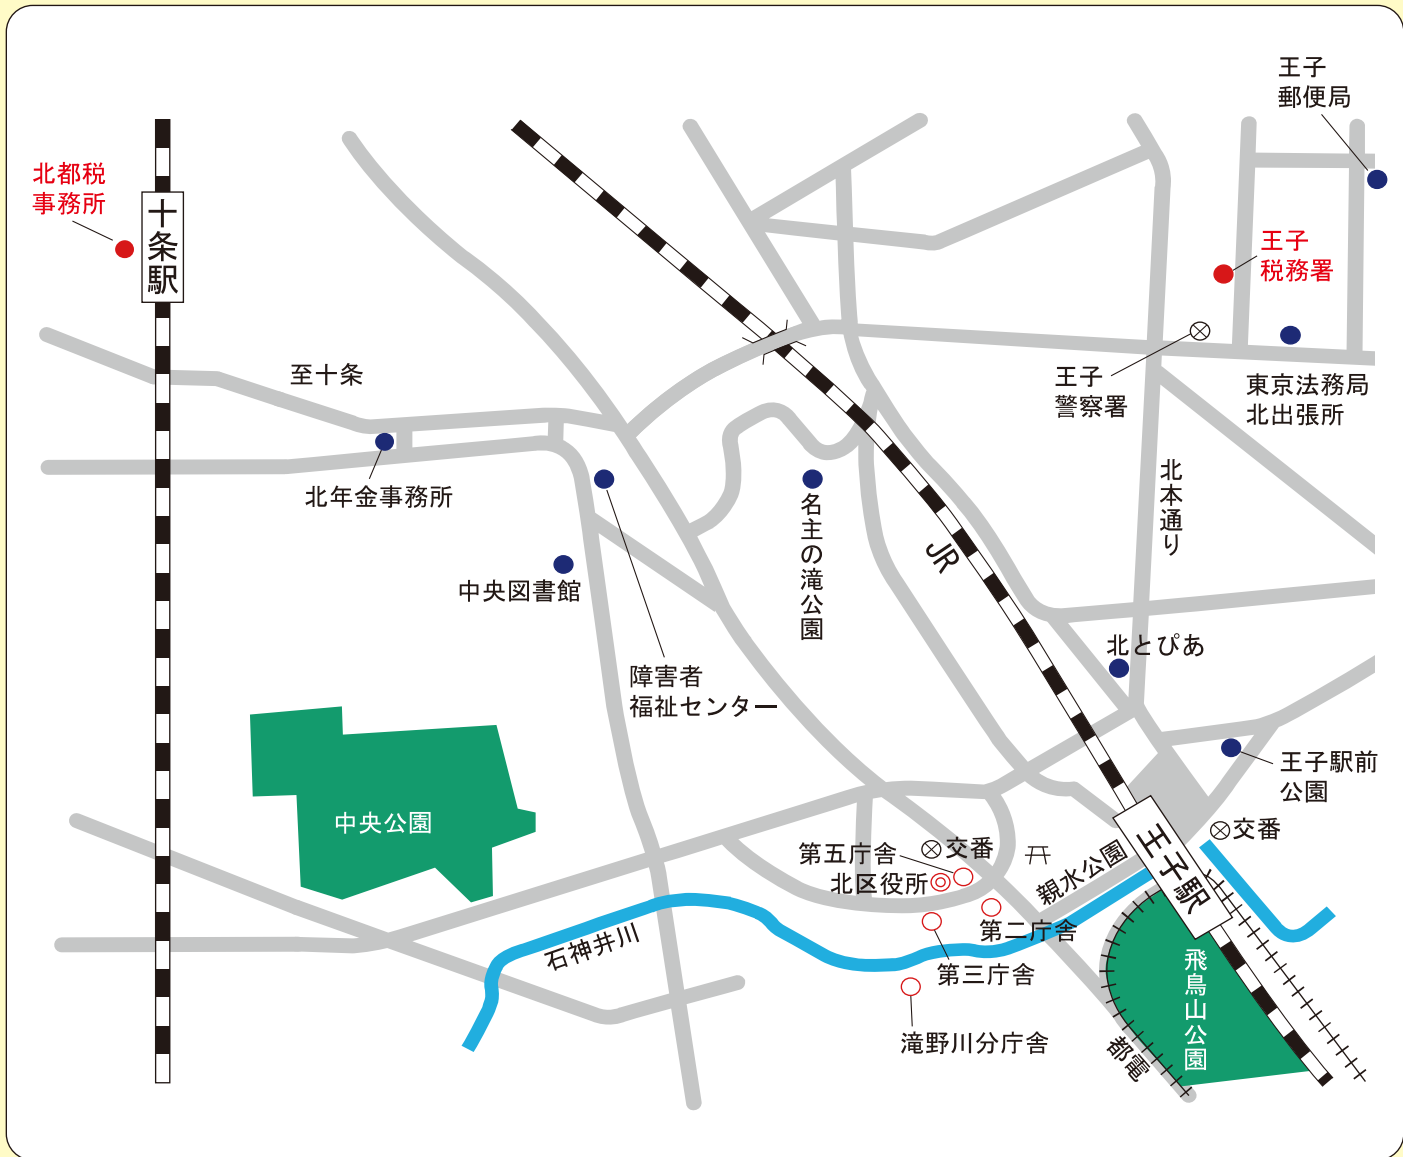 王子
郵便局
北都税
事務所
十条駅
王子
税務署
至十条
王子
警察署
東京法務局
北出張所
北年金事務所
北本通り
名主の滝公園
JR
中央図書館
障害者
福祉センター
北とぴあ
王子駅前
公園
中央公園
交番
交番
第五庁舎
北区役所
親水公園
王子駅
第二庁舎
石神井川
第三庁舎
飛鳥山公園
滝野川分庁舎
都電